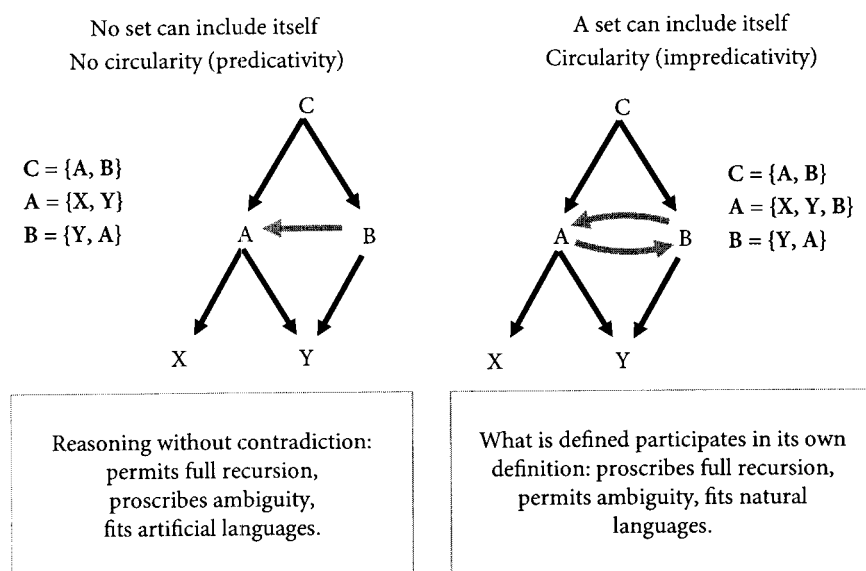 No set can include itself
No circularity (predicativity)
C
C = {A, B}
A = {X, Y}
B = {Y, A}
A
B
X
Y
Reasoning without contradiction:
permits full recursion,
proscribes ambiguity,
fits artificial languages.
A set can include itself
Circularity (impredicativity)
C
C = {A, B}
A = {X, Y, B}
B = {Y, A}
A
B
X
Y
What is defined participates in its own
definition: proscribes full recursion,
permits ambiguity, fits natural
languages.